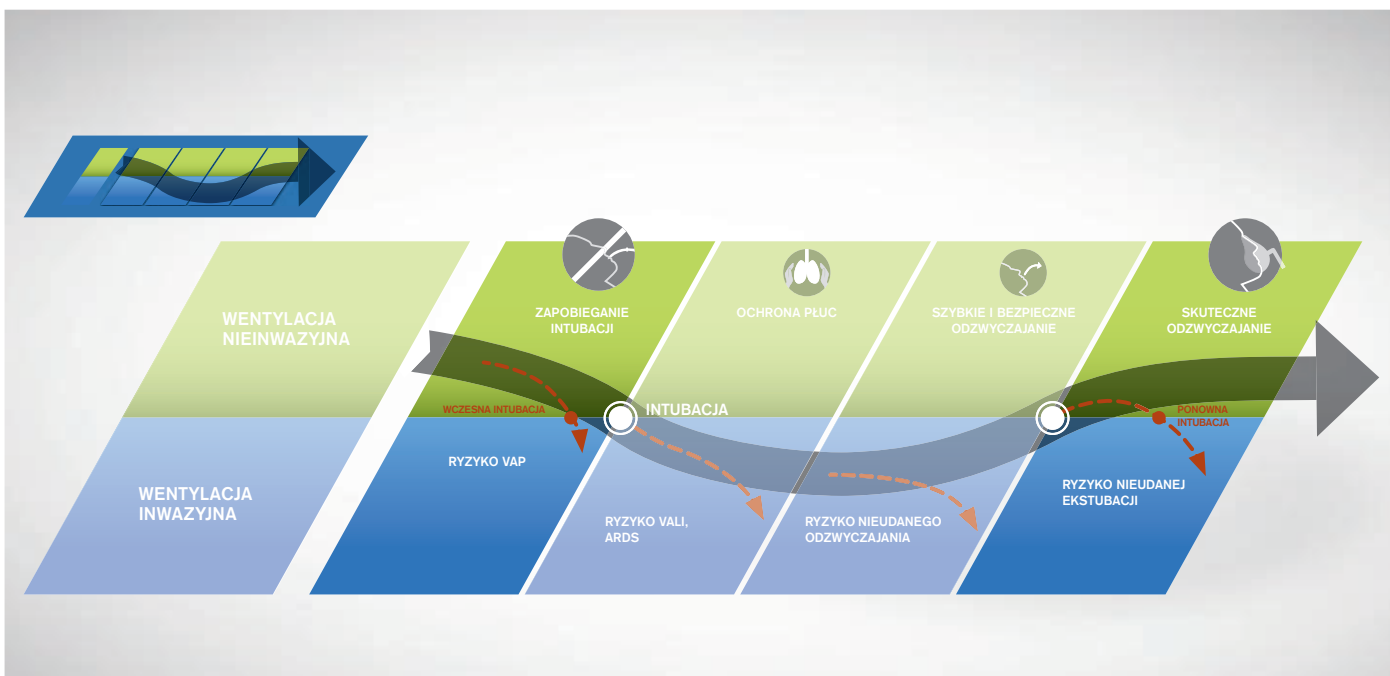 ZAPOBIEGANIE
INTUBACJI
OCHRONA PŁUC
SZYBKIE I BEZPIECZNE
ODZWYCZAJANIE
SKUTECZNE
ODZWYCZAJANIE
WENTYLACJA
NIEINWAZYJNA
WCZESNA INTUBACJA
INTUBACJA
PONOWNA
INTUBACJA
WENTYLACJA
INWAZYJNA
RYZYKO VAP
RYZYKO VALI,
ARDS
RYZYKO NIEUDANEGO
ODZWYCZAJANIA
RYZYKO NIEUDANEJ
EKSTUBACJI